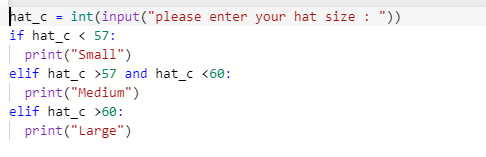 hat_c = int(input("please enter your hat size : "))
if hat_c < 57:
  print("Small")
elif hat_c >57 and hat_c <60:
  print("Medium")
elif hat_c >60:
  print("Large")